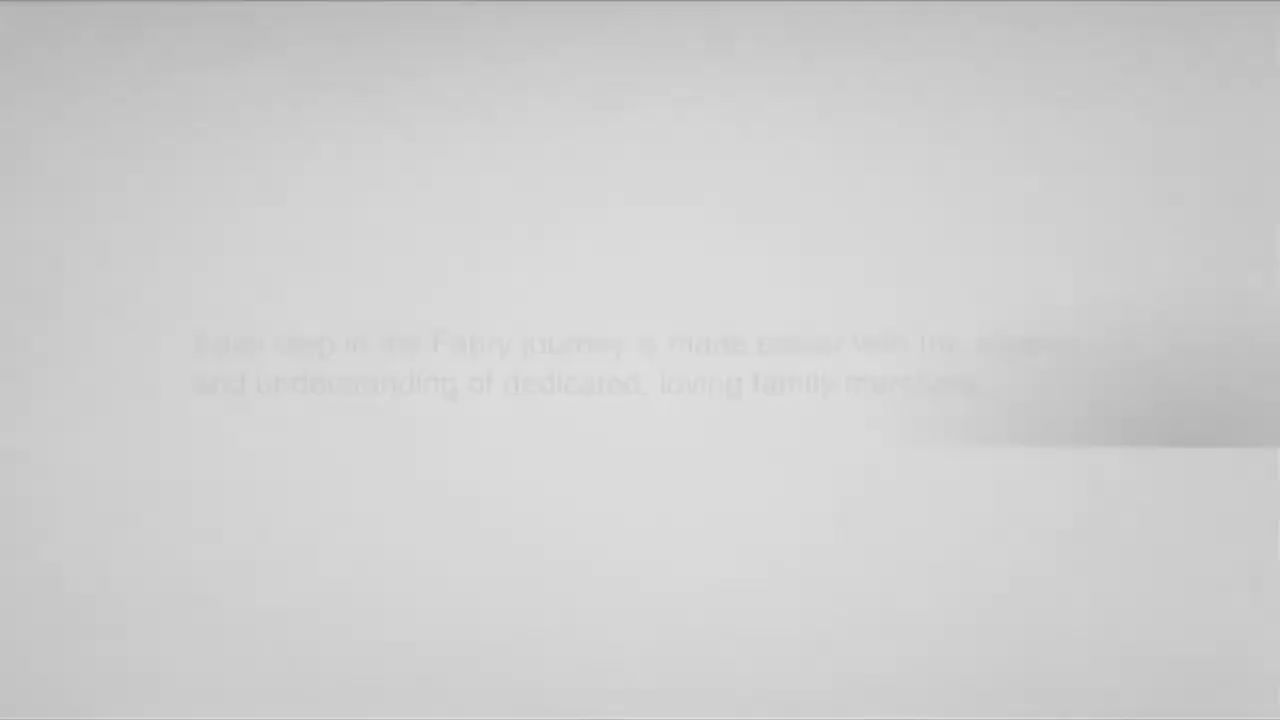 Each step in the Fabry journey is made easier with the
and understanding of dedicated, loving family members.